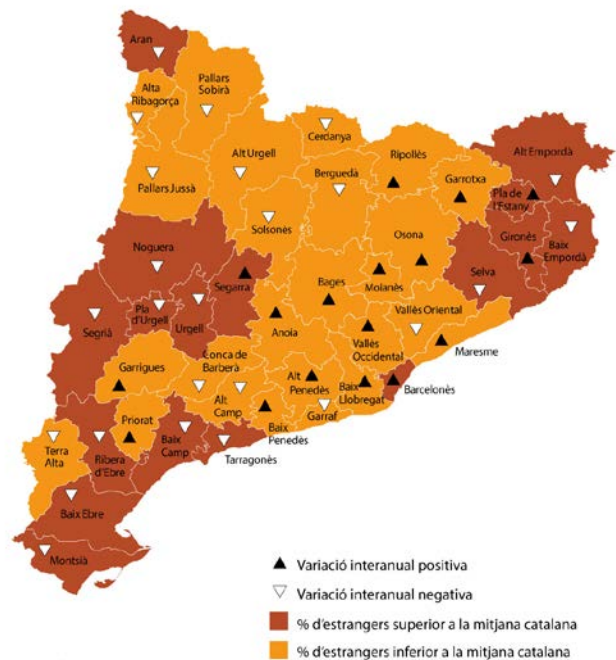 Aran
Alta
Ribagorça
Pallars
Sobirà
Cerdanya
Ripollès
Alt Empordà
Pallars Jussà
Alt Urgell
Berguedà
Garrotxa
Pla de
l'Estany
Solsonès
Osona
Gironès
Baix
Empordà
Noguera
Segarra
Bages
Moianès
Selva
Segrià
Pla
d'Urgell
Urgell
Anoia
Vallès
Occidental
Vallès Oriental
Maresme
Garrigues
Conca de
Barberà
Alt
Camp
Alt
Penedès
Baix
Llobregat
Barcelonès
Priorat
Baix
Penedès
Garraf
Terra
Alta
Ribera
d'Ebre
Baix
Camp
Tarragonès
Baix Ebre
Montsià
Variació interanual positiva
Variació interanual negativa
% d'estrangers superior a la mitjana catalana
% d'estrangers inferior a la mitjana catalana